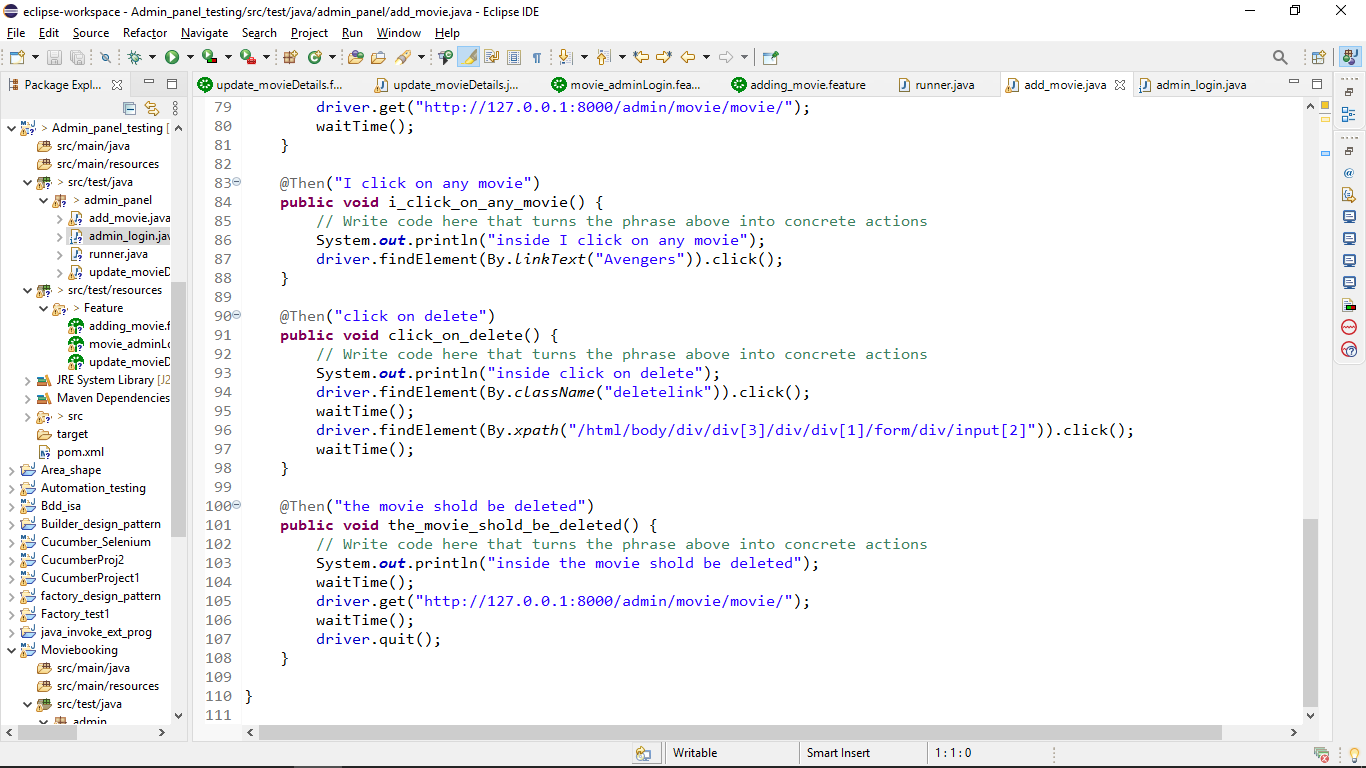 eclipse-workspace - Admin_panel_testing/src/test/java/admin_panel/add_movie.java - Eclipse IDE
File Edit Source Refactor Navigate Search Project Run Window Help
Package Expl...
update_movieDetails.f...
update_movieDetails.j...
movie_adminLogin.fea...
adding_movie.feature
runner.java
add_movie.java
admin_login.java
> Admin_panel_testing [
src/main/java
src/main/resources
> src/test/java
> admin_panel
add_movie.java
admin_login.jav
runner.java
update_movieD
> src/test/resources
> Feature
adding_movie.f
movie_adminLo
update_movieD
JRE System Library [J2
Maven Dependencies
> src
target
pom.xml
Area_shape
Automation_testing
Bdd_isa
Builder_design_pattern
Cucumber_Selenium
CucumberProj2
CucumberProject1
factory_design_pattern
Factory_test1
java_invoke_ext_prog
Moviebooking
src/main/java
src/main/resources
src/test/java
admin
79 driver.get("http://127.0.0.1:8000/admin/movie/movie/");
80 waitTime();
81 }
82
83 @Then("I click on any movie")
84 public void i_click_on_any_movie() {
85 // Write code here that turns the phrase above into concrete actions
86 System.out.println("inside I click on any movie");
87 driver.findElement(By.linkText("Avengers")).click();
88 }
89
90 @Then("click on delete")
91 public void click_on_delete() {
92 // Write code here that turns the phrase above into concrete actions
93 System.out.println("inside click on delete");
94 driver.findElement(By.className("deletelink")).click();
95 waitTime();
96 driver.findElement(By.xpath("/html/body/div/div[3]/div/div[1]/form/div/input[2]")).click();
97 waitTime();
98 }
99
100 @Then("the movie shold be deleted")
101 public void the_movie_shold_be_deleted() {
102 // Write code here that turns the phrase above into concrete actions
103 System.out.println("inside the movie shold be deleted");
104 waitTime();
105 driver.get("http://127.0.0.1:8000/admin/movie/movie/");
106 waitTime();
107 driver.quit();
108 }
109
110 }
111
Writable
Smart Insert
1 : 1 : 0